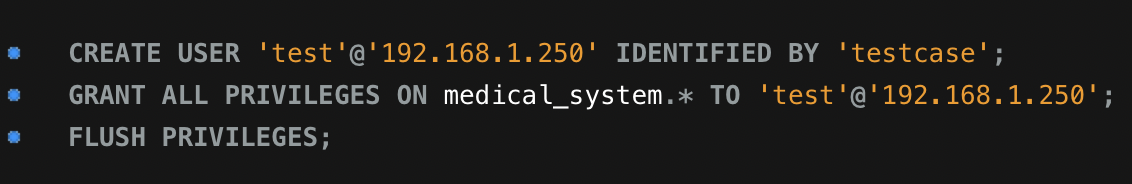 CREATE USER 'test'@'192.168.1.250' IDENTIFIED BY 'testcase';
GRANT ALL PRIVILEGES ON medical_system.* TO 'test'@'192.168.1.250';
FLUSH PRIVILEGES;